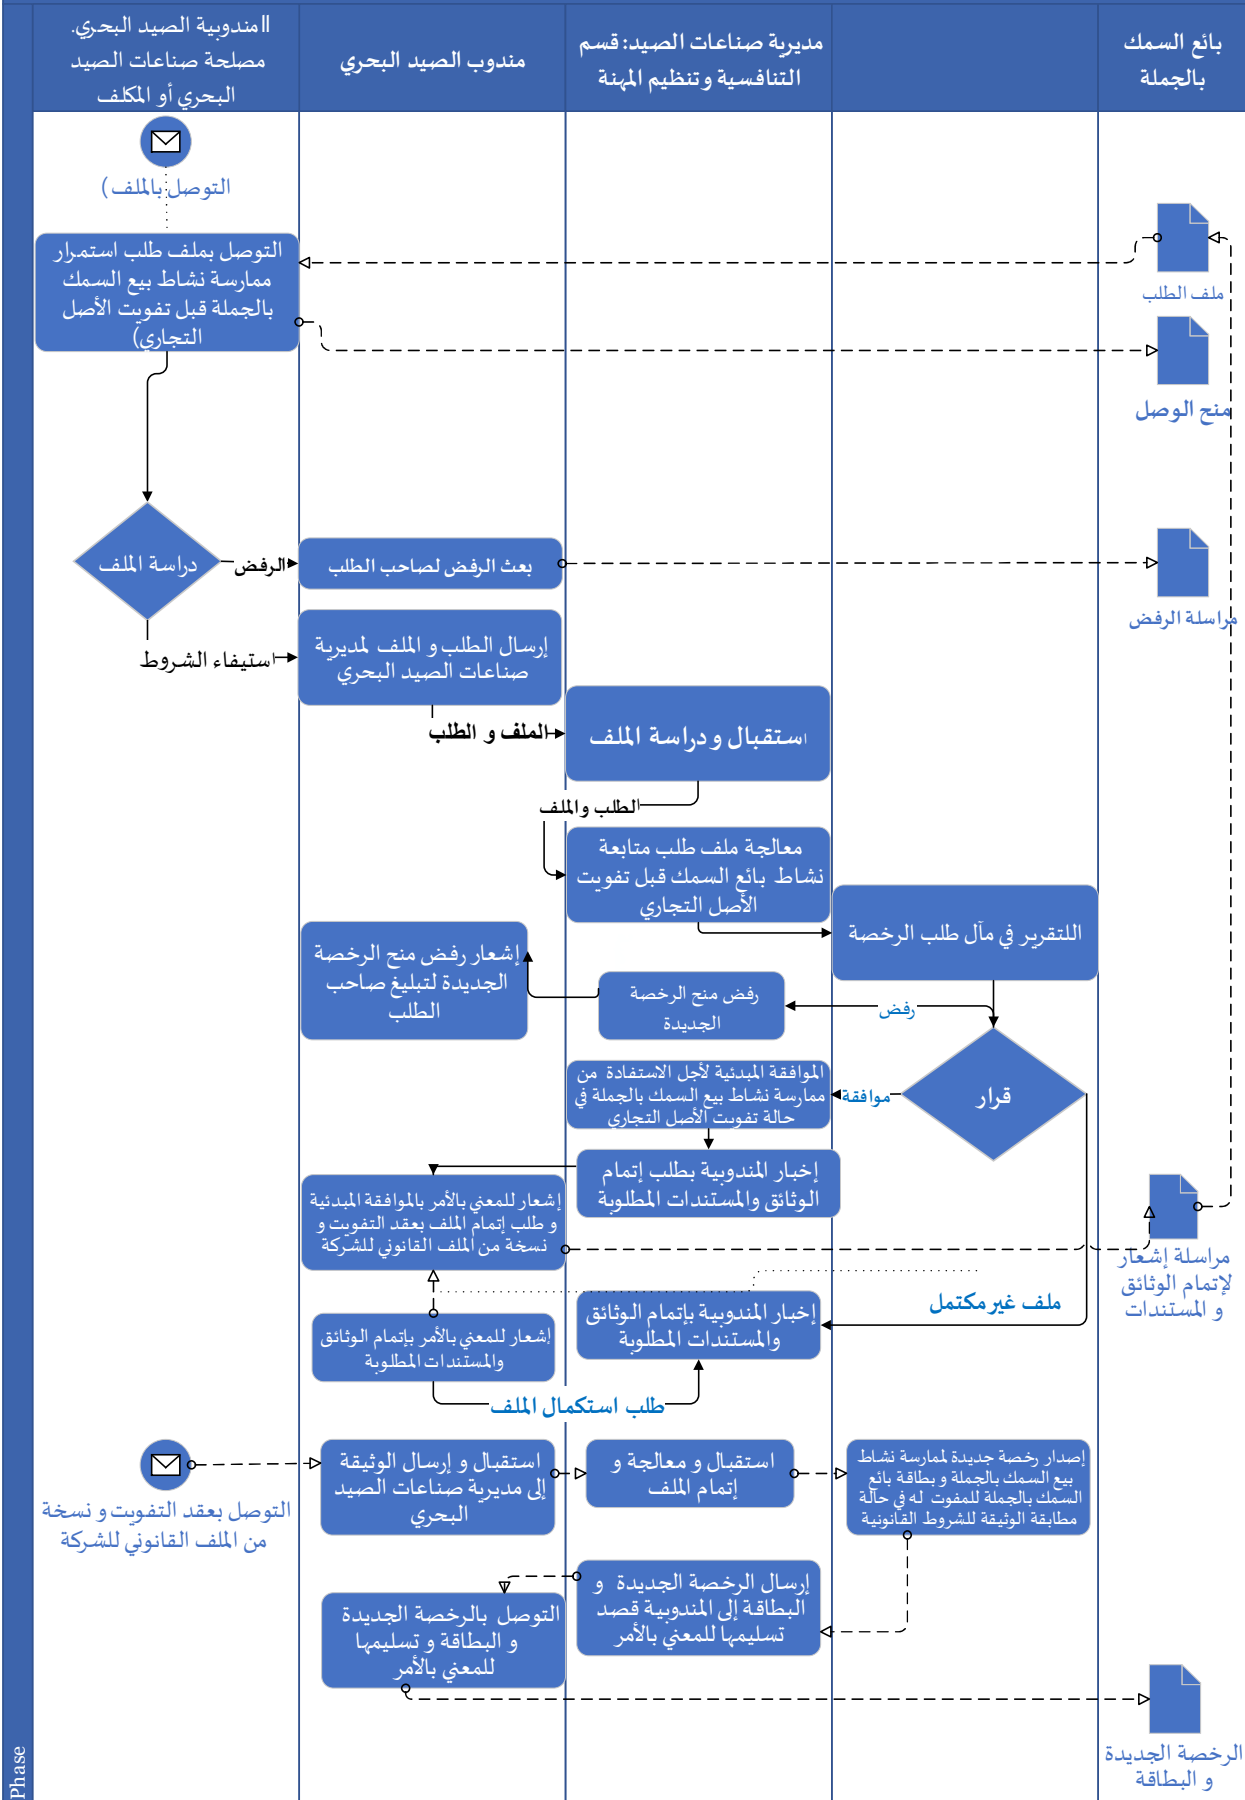 بائع السمك
بالجملة
مديرية صناعات الصيد: قسم
التنافسية وتنظيم المهنة
مندوب الصيد البحري
اامندوبية الصيد البحري.
مصلحة صناعات الصيد
البحري أو المكلف
التوصل بالملف (
التوصل بملف طلب استمرار
ممارسة نشاط بيع السمك
بالجملة قبل تفويت الأصل
التجاري)
ملف الطلب
منح الوصل
دراسة الملف
الرفض
بعث الرفض لصاحب الطلب
مراسلة الرفض
استيفاء الشروط
إرسال الطلب و الملف لمديرية
صناعات الصيد البحري
الملف و الطلب
استقبال ودراسة الملف
الطلب والملف
معالجة ملف طلب متابعة
نشاط بائع السمك قبل تفويت
الأصل التجاري
اللتقرير في مآل طلب الرخصة
إشعار رفض منح الرخصة
الجديدة لتبليغ صاحب
الطلب
رفض منح الرخصة
الجديدة
رفض
قرار
موافقة
الموافقة المبدئية لأجل الاستفادة من
ممارسة نشاط بيع السمك بالجملة في
حالة تفويت الأصل التجاري
إخبار المندوبية بطلب إتمام
الوثائق والمستندات المطلوبة
إشعار للمعني بالأمر بالموافقة المبدئية
و طلب إتمام الملف بعقد التفويت و
نسخة من الملف القانوني للشركة
مراسلة إشعار
لإتمام الوثائق
و المستندات
ملف غير مكتمل
إخبار المندوبية بإتمام الوثائق
والمستندات المطلوبة
إشعار للمعني بالأمر بإتمام الوثائق
والمستندات المطلوبة
طلب استكمال الملف
التوصل بعقد التفويت و نسخة
من الملف القانوني للشركة
استقبال و إرسال الوثيقة
إلى مديرية صناعات الصيد
البحري
استقبال و معالجة و
إتمام الملف
إصدار رخصة جديدة لممارسة نشاط
بيع السمك بالجملة و بطاقة بائع
السمك بالجملة للمفوت له في حالة
مطابقة الوثيقة للشروط القانونية
إرسال الرخصة الجديدة و
البطاقة إلى المندوبية قصد
تسليمها للمعني بالأمر
التوصل بالرخصة الجديدة
و البطاقة و تسليمها
للمعني بالأمر
الرخصة الجديدة
و البطاقة
Phase